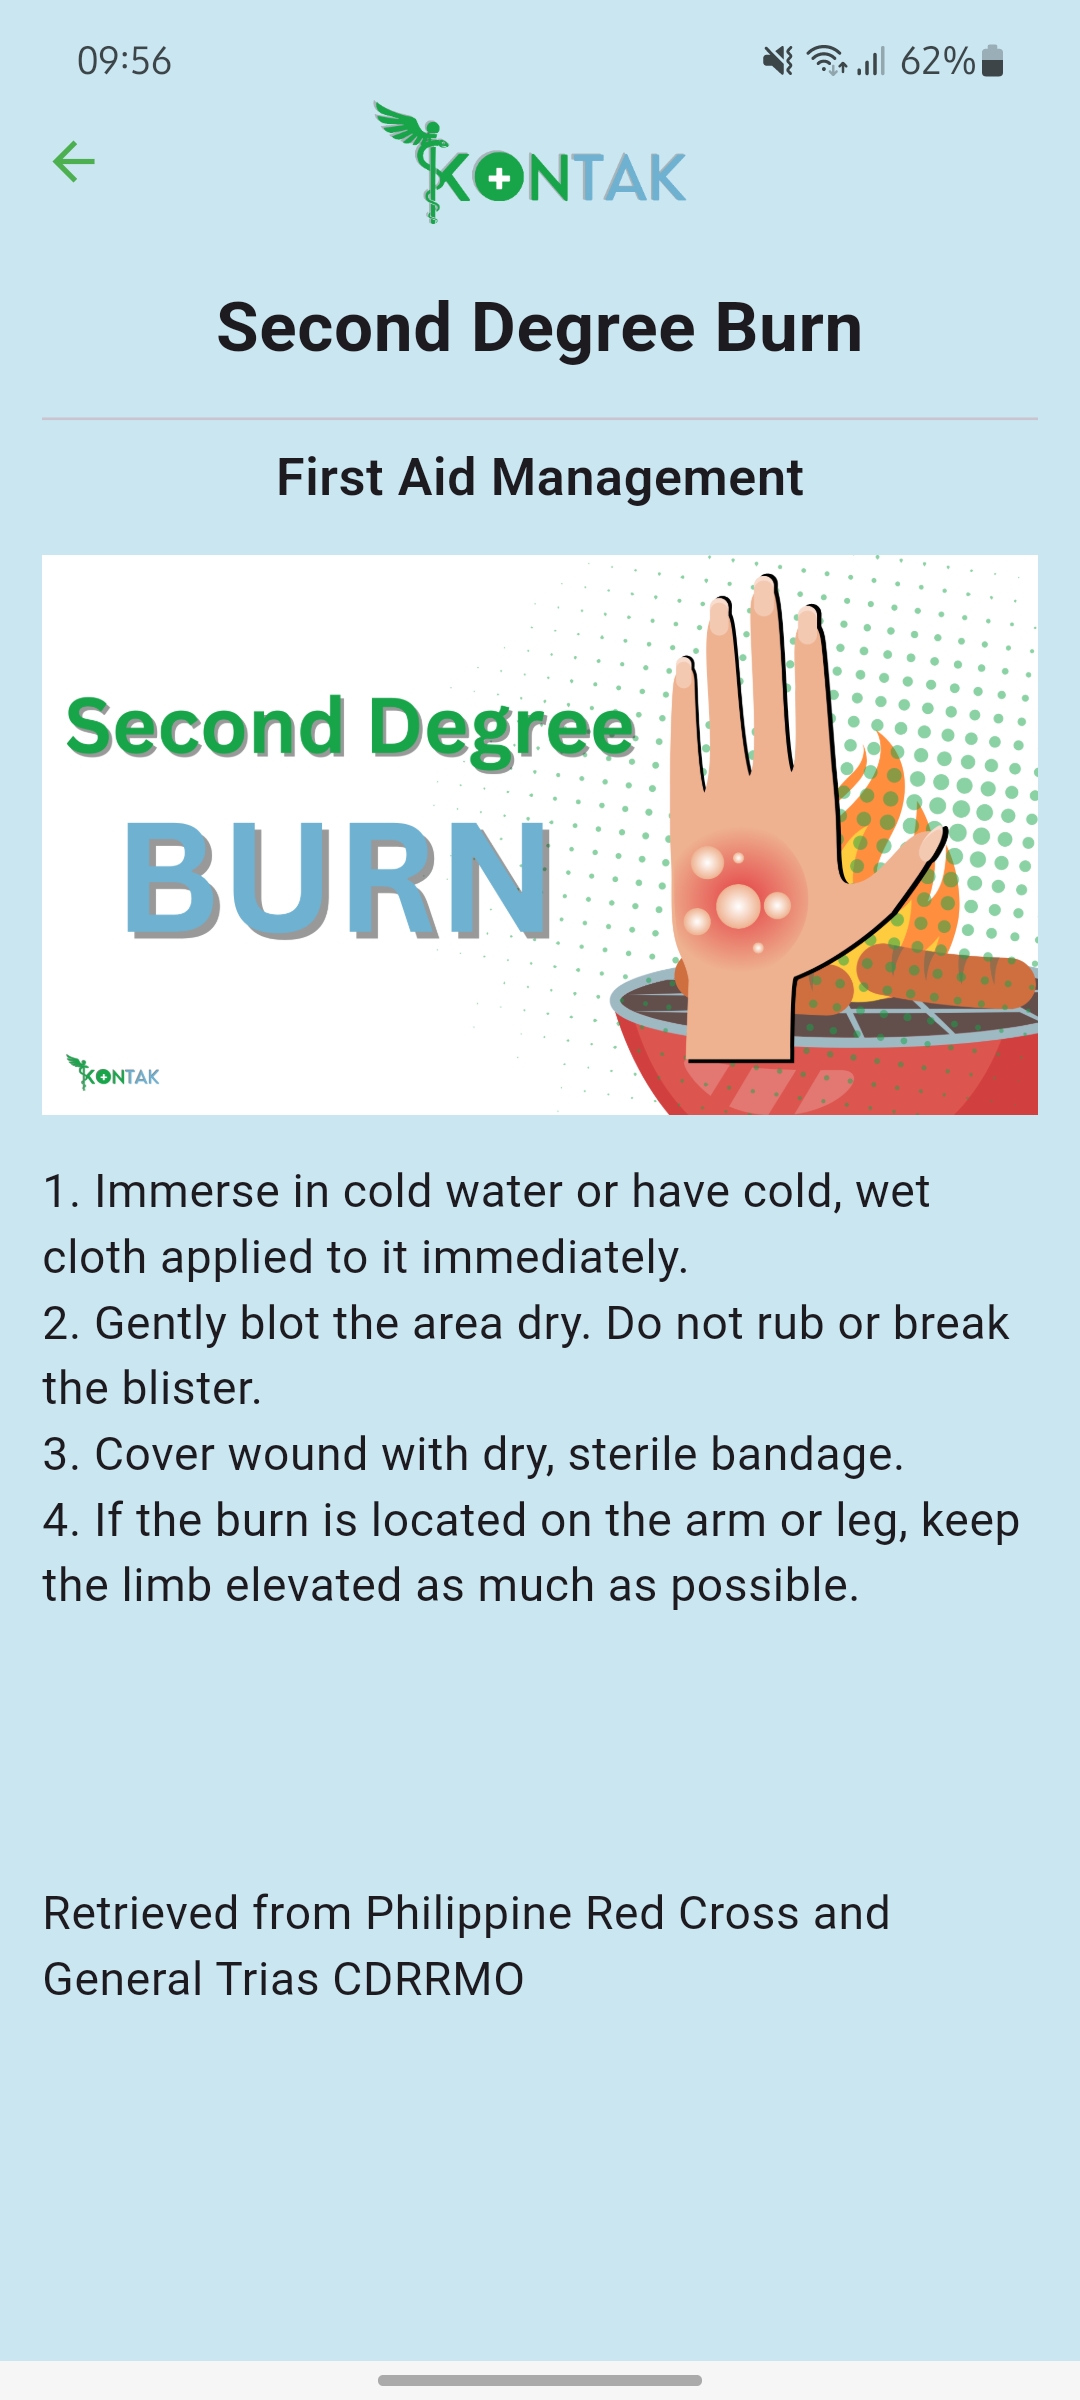 09:56
62%
KONTAK
Second Degree Burn
First Aid Management
Second Degree
BURN
KONTAK
1. Immerse in cold water or have cold, wet
cloth applied to it immediately.
2. Gently blot the area dry. Do not rub or break
the blister.
3. Cover wound with dry, sterile bandage.
4. If the burn is located on the arm or leg, keep
the limb elevated as much as possible.
Retrieved from Philippine Red Cross and
General Trias CDRRMO